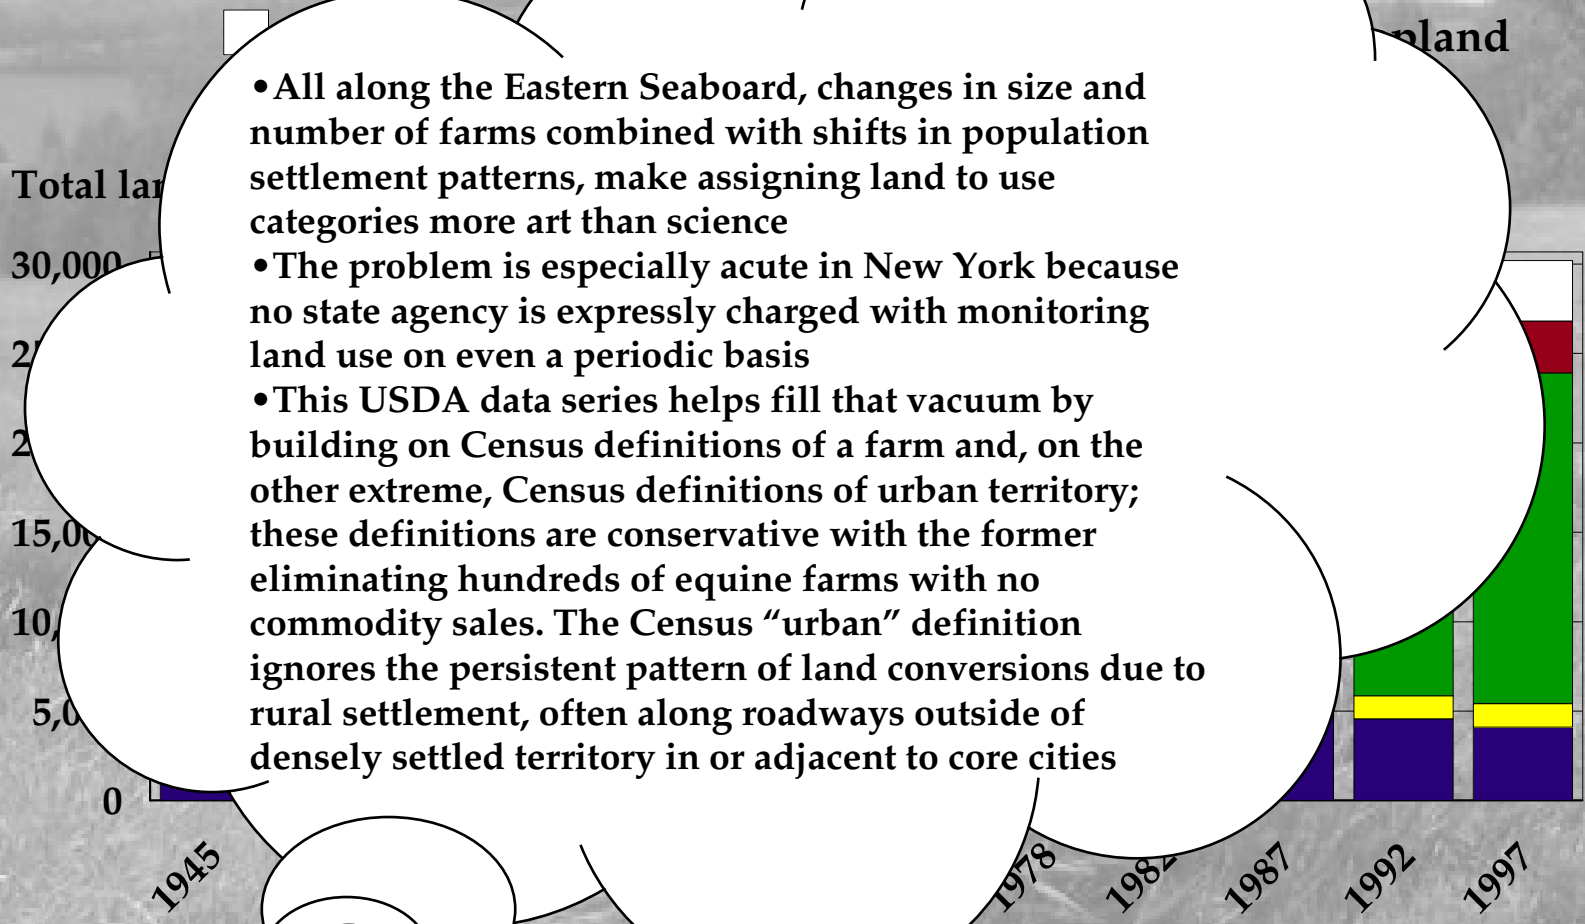 pland
•All along the Eastern Seaboard, changes in size and
number of farms combined with shifts in population
settlement patterns, make assigning land to use
categories more art than science
•The problem is especially acute in New York because
no state agency is expressly charged with monitoring
land use on even a periodic basis
•This USDA data series helps fill that vacuum by
building on Census definitions of a farm and, on the
other extreme, Census definitions of urban territory;
these definitions are conservative with the former
eliminating hundreds of equine farms with no
commodity sales. The Census “urban” definition
ignores the persistent pattern of land conversions due to
rural settlement, often along roadways outside of
densely settled territory in or adjacent to core cities
Total
30,000
0
1945
1978
1982
1987
1992
1997